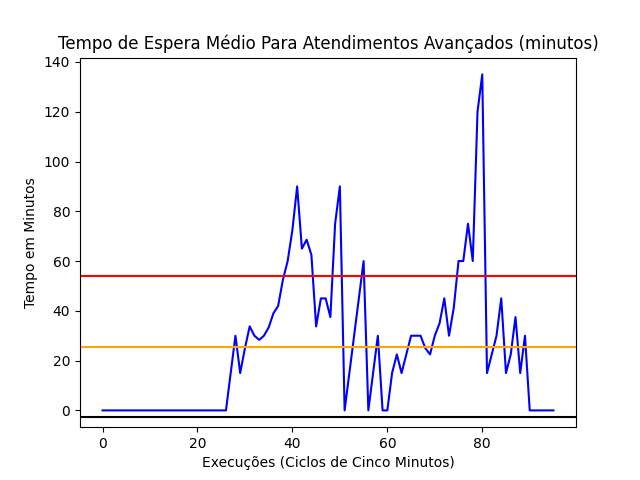 Tempo de Espera Médio Para Atendimentos Avançados (minutos)
140
120
100
80
60
40
20
0
Tempo em Minutos
0 20 40 60 80
Execuções (Ciclos de Cinco Minutos)